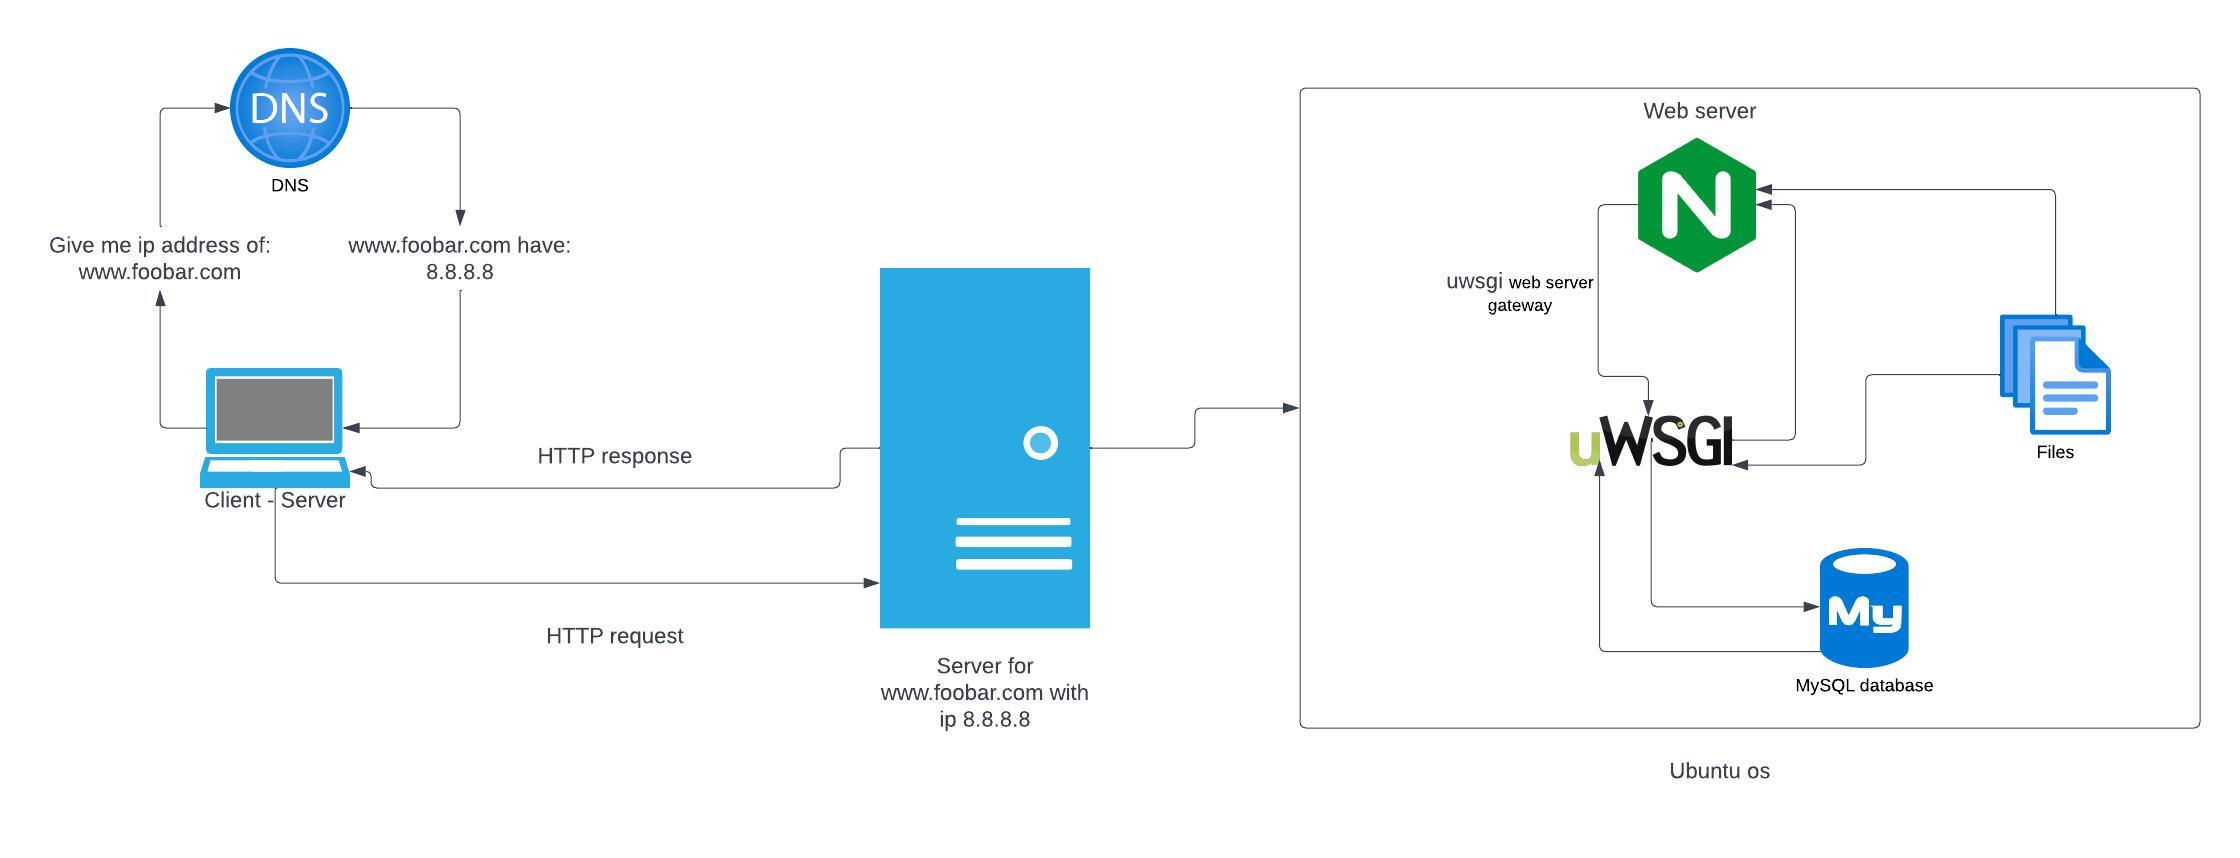 DNS
DNS
Give me ip address of:
www.foobar.com
www.foobar.com have:
8.8.8.8
Client - Server
HTTP response
HTTP request
Server for
www.foobar.com with
ip 8.8.8.8
Web server
N
uwsgi web server
gateway
uWSGI
Files
My
MySQL database
Ubuntu os